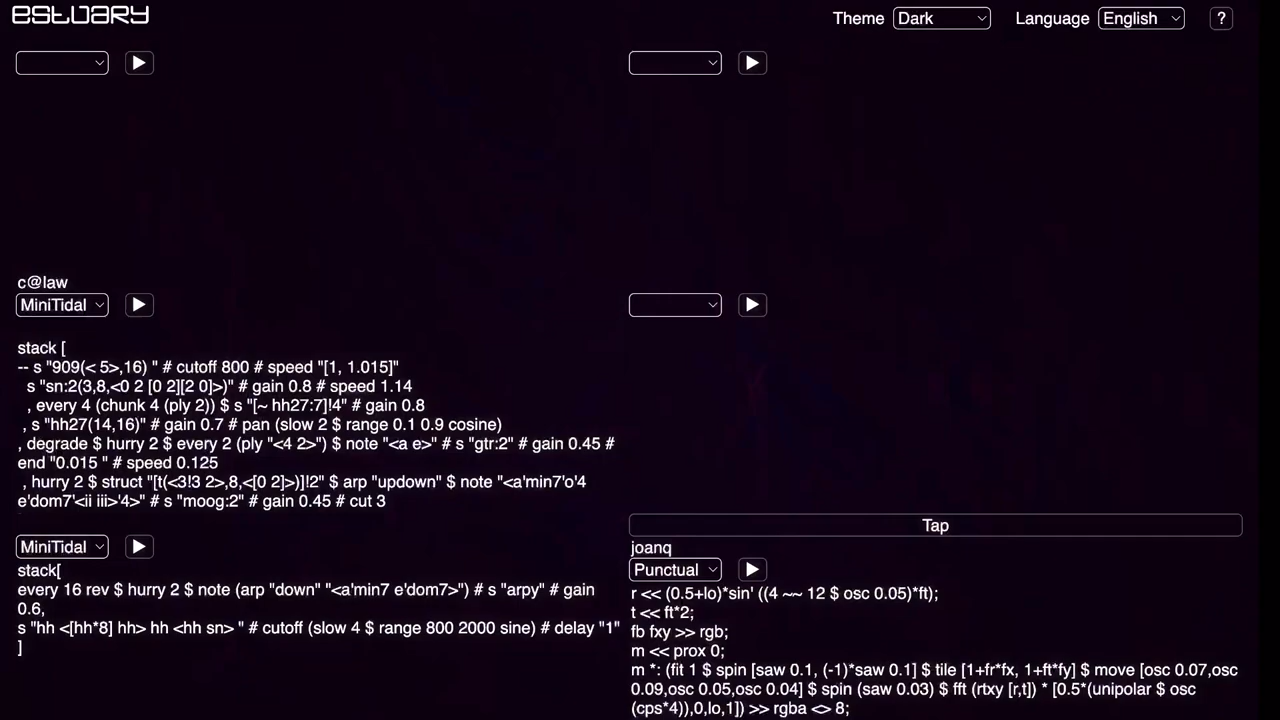 estuary
Theme Dark Language English ?
c@law
MiniTidal
stack [
-- s "909(< 5>,16) " # cutoff 800 # speed "[1, 1.015]"
s "sn:2(3,8,<0 2 [0 2][2 0]>)" # gain 0.8 # speed 1.14
, every 4 (chunk 4 (ply 2)) $ s "[~ hh27:7]!4" # gain 0.8
, s "hh27(14,16)" # gain 0.7 # pan (slow 2 $ range 0.1 0.9 cosine)
, degrade $ hurry 2 $ every 2 (ply "<4 2>") $ note "<a e>" # s "gtr:2" # gain 0.45 #
end "0.015 " # speed 0.125
, hurry 2 $ struct "[t(<3!3 2>,8,<[0 2]>)]!2" $ arp "updown" $ note "<a'min7'o'4
e'dom7'<ii iii>'4>" # s "moog:2" # gain 0.45 # cut 3
MiniTidal
stack[
every 16 rev $ hurry 2 $ note (arp "down" "<a'min7 e'dom7>") # s "arpy" # gain
0.6,
s "hh <[hh*8] hh> hh <hh sn> " # cutoff (slow 4 $ range 800 2000 sine) # delay "1"
]
Tap
joanq
Punctual
r << (0.5+lo)*sin' ((4 ~~ 12 $ osc 0.05)*ft);
t << ft*2;
fb fxy >> rgb;
m << prox 0;
m *: (fit 1 $ spin [saw 0.1, (-1)*saw 0.1] $ tile [1+fr*fx, 1+ft*fy] $ move [osc 0.07,osc
0.09,osc 0.05,osc 0.04] $ spin (saw 0.03) $ fft (rtxy [r,t]) * [0.5*(unipolar $ osc
(cps*4)),0,lo,1]) >> rgba <> 8;